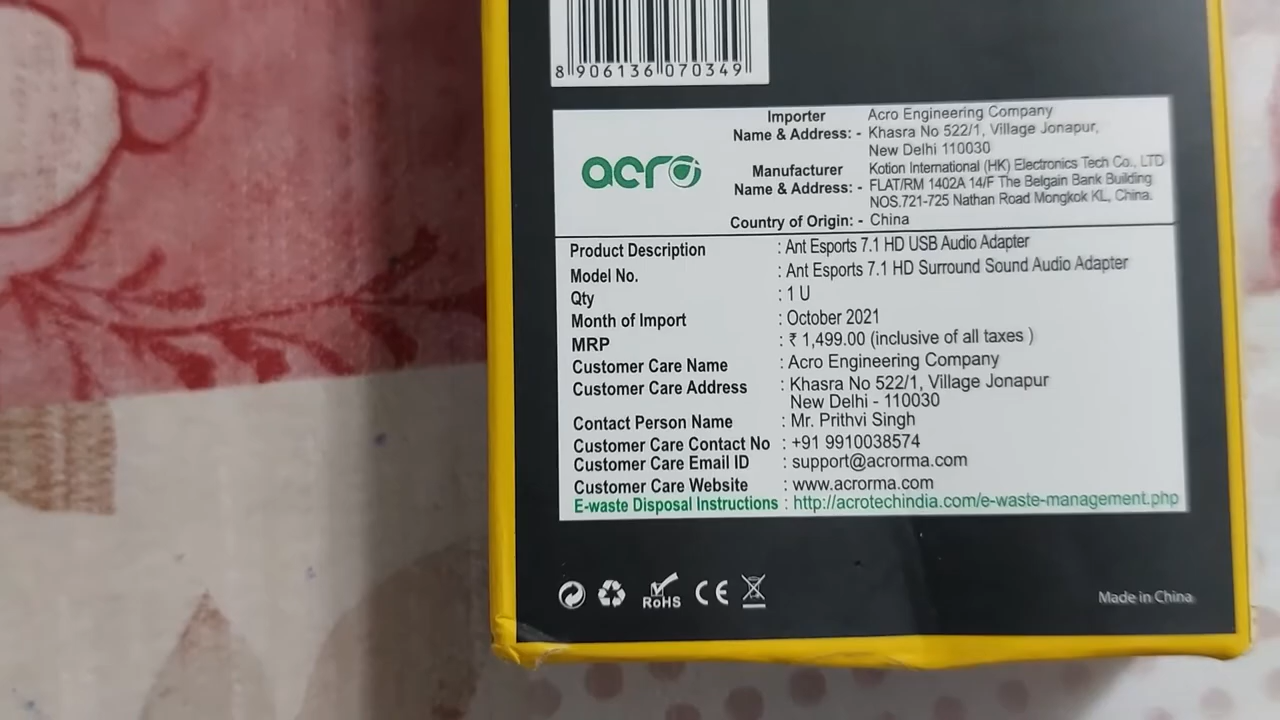 8 906136 070349
acro
Importer Name & Address: - Acro Engineering Company
Khasra No 522/1, Village Jonapur,
New Delhi 110030
Manufacturer Name & Address: - Kotion International (HK) Electronics Tech Co., LTD
FLAT/RM 1402A 14/F The Belgain Bank Building
NOS.721-725 Nathan Road Mongkok KL, China.
Country of Origin: - China
Product Description : Ant Esports 7.1 HD USB Audio Adapter
Model No. : Ant Esports 7.1 HD Surround Sound Audio Adapter
Qty : 1 U
Month of Import : October 2021
MRP : ₹ 1,499.00 (inclusive of all taxes )
Customer Care Name : Acro Engineering Company
Customer Care Address : Khasra No 522/1, Village Jonapur
New Delhi - 110030
Contact Person Name : Mr. Prithvi Singh
Customer Care Contact No : +91 9910038574
Customer Care Email ID : support@acrorma.com
Customer Care Website : www.acrorma.com
E-waste Disposal Instructions : http://acrotechindia.com/e-waste-management.php
RoHS CE
Made in China